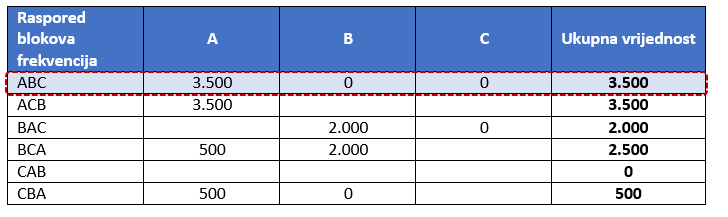 Raspored
blokova
frekvencija A B C Ukupna vrijednost
ABC 3.500 0 0 3.500
ACB 3.500 3.500
BAC 2.000 0 2.000
BCA 500 2.000 2.500
CAB 0
CBA 500 0 500